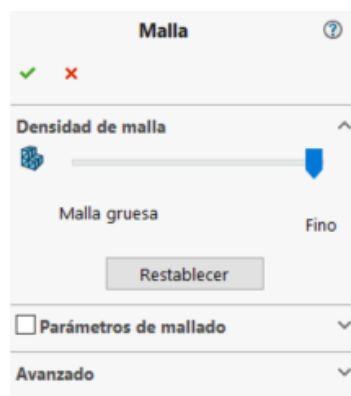 Malla
Densidad de malla
Malla gruesa
Fino
Restablecer
Parámetros de mallado
Avanzado